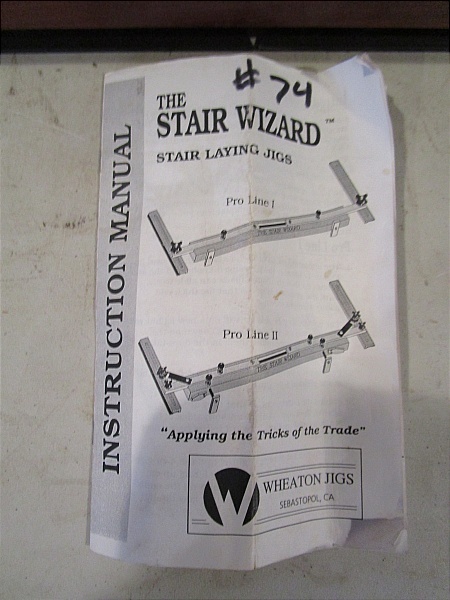 # 74
THE
STAIR WIZARD™
STAIR LAYING JIGS
INSTRUCTION MANUAL
Pro Line I
THE STAIR WIZARD
Pro Line II
THE STAIR WIZARD
"Applying the Tricks of the Trade"
W
WHEATON JIGS
SEBASTOPOL, CA